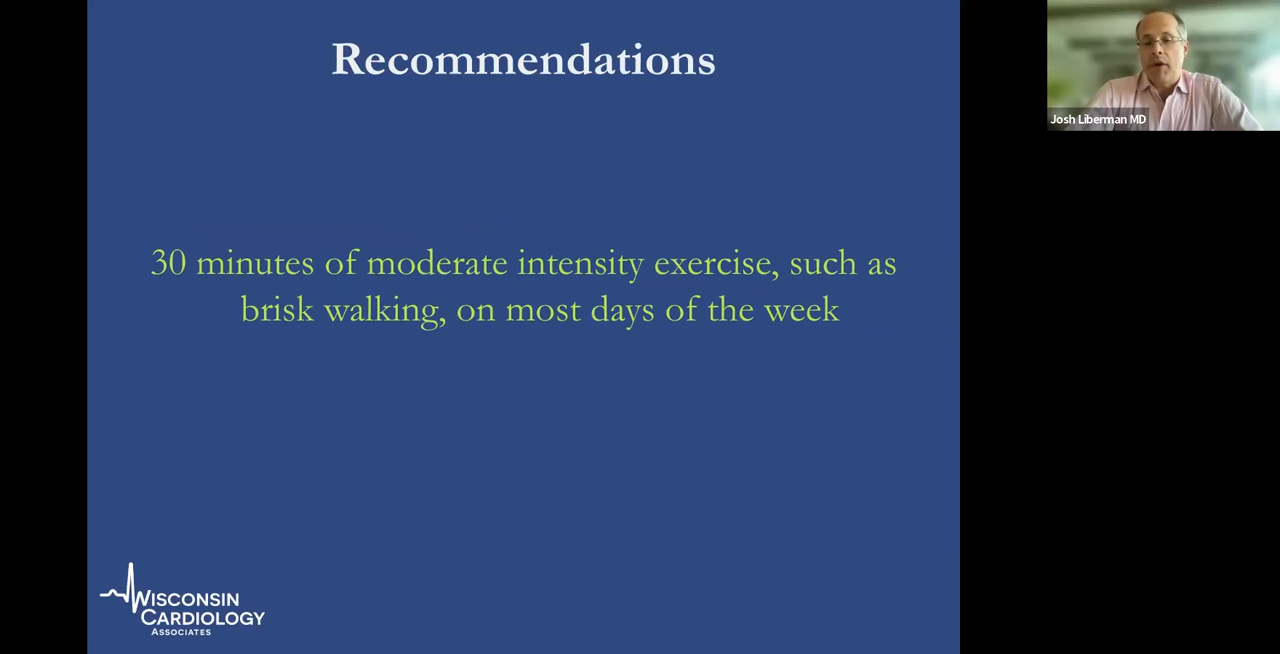 Recommendations
30 minutes of moderate intensity exercise, such as
brisk walking, on most days of the week
WISCONSIN
CARDIOLOGY
ASSOCIATES
Josh Liberman MD